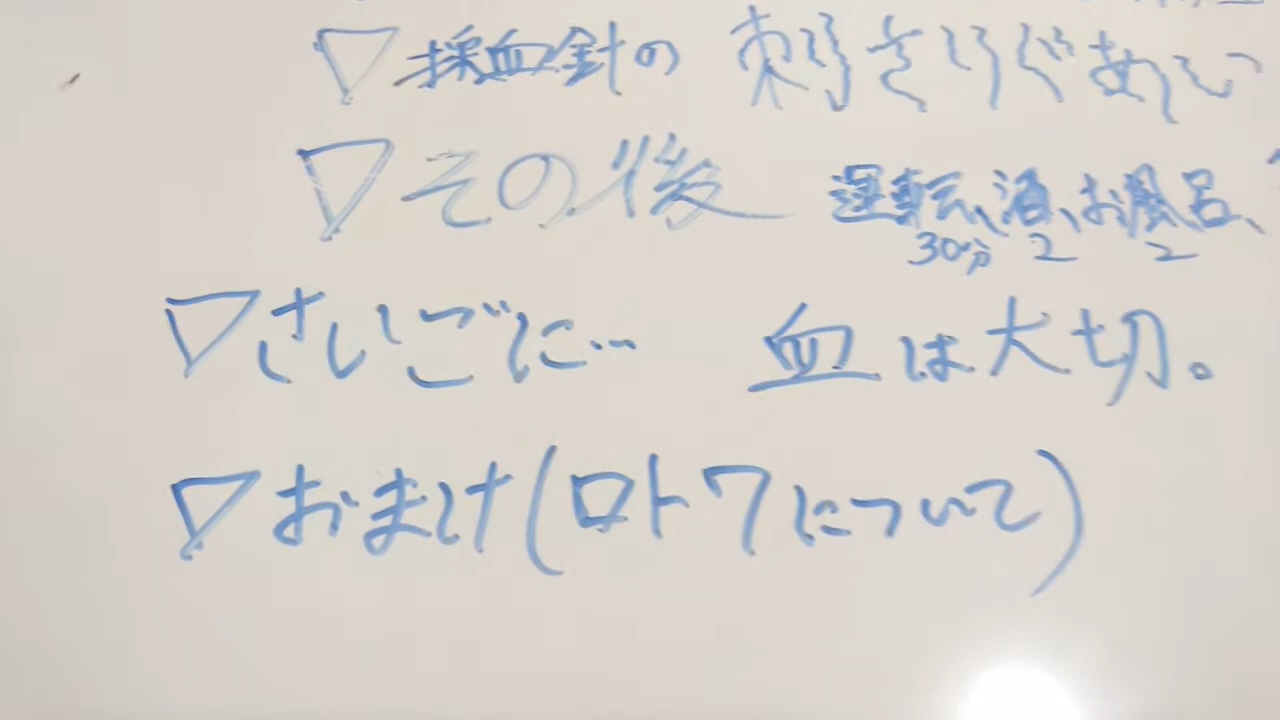 ▽採血針の 刺さりぐあい
▽その後 運転、酒、お風呂、
30分 2 2
▽さいごに… 血は大切。
▽おまけ(ロト7について)